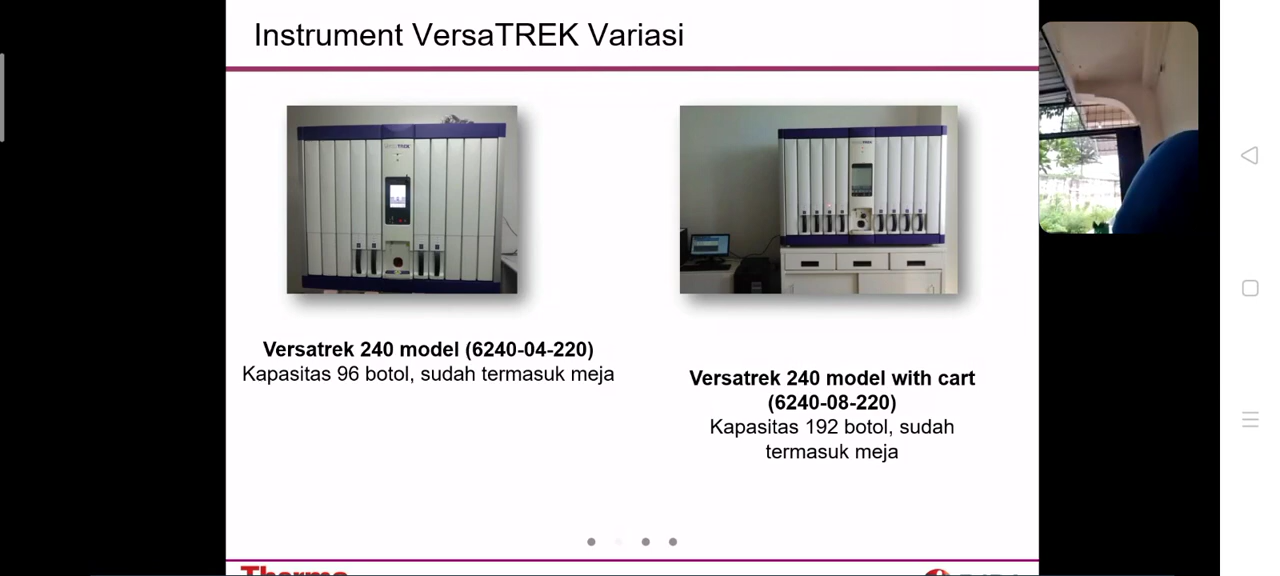 Instrument VersaTREK Variasi
Versatrek 240 model (6240-04-220)
Kapasitas 96 botol, sudah termasuk meja
Versatrek 240 model with cart
(6240-08-220)
Kapasitas 192 botol, sudah
termasuk meja
Thermo